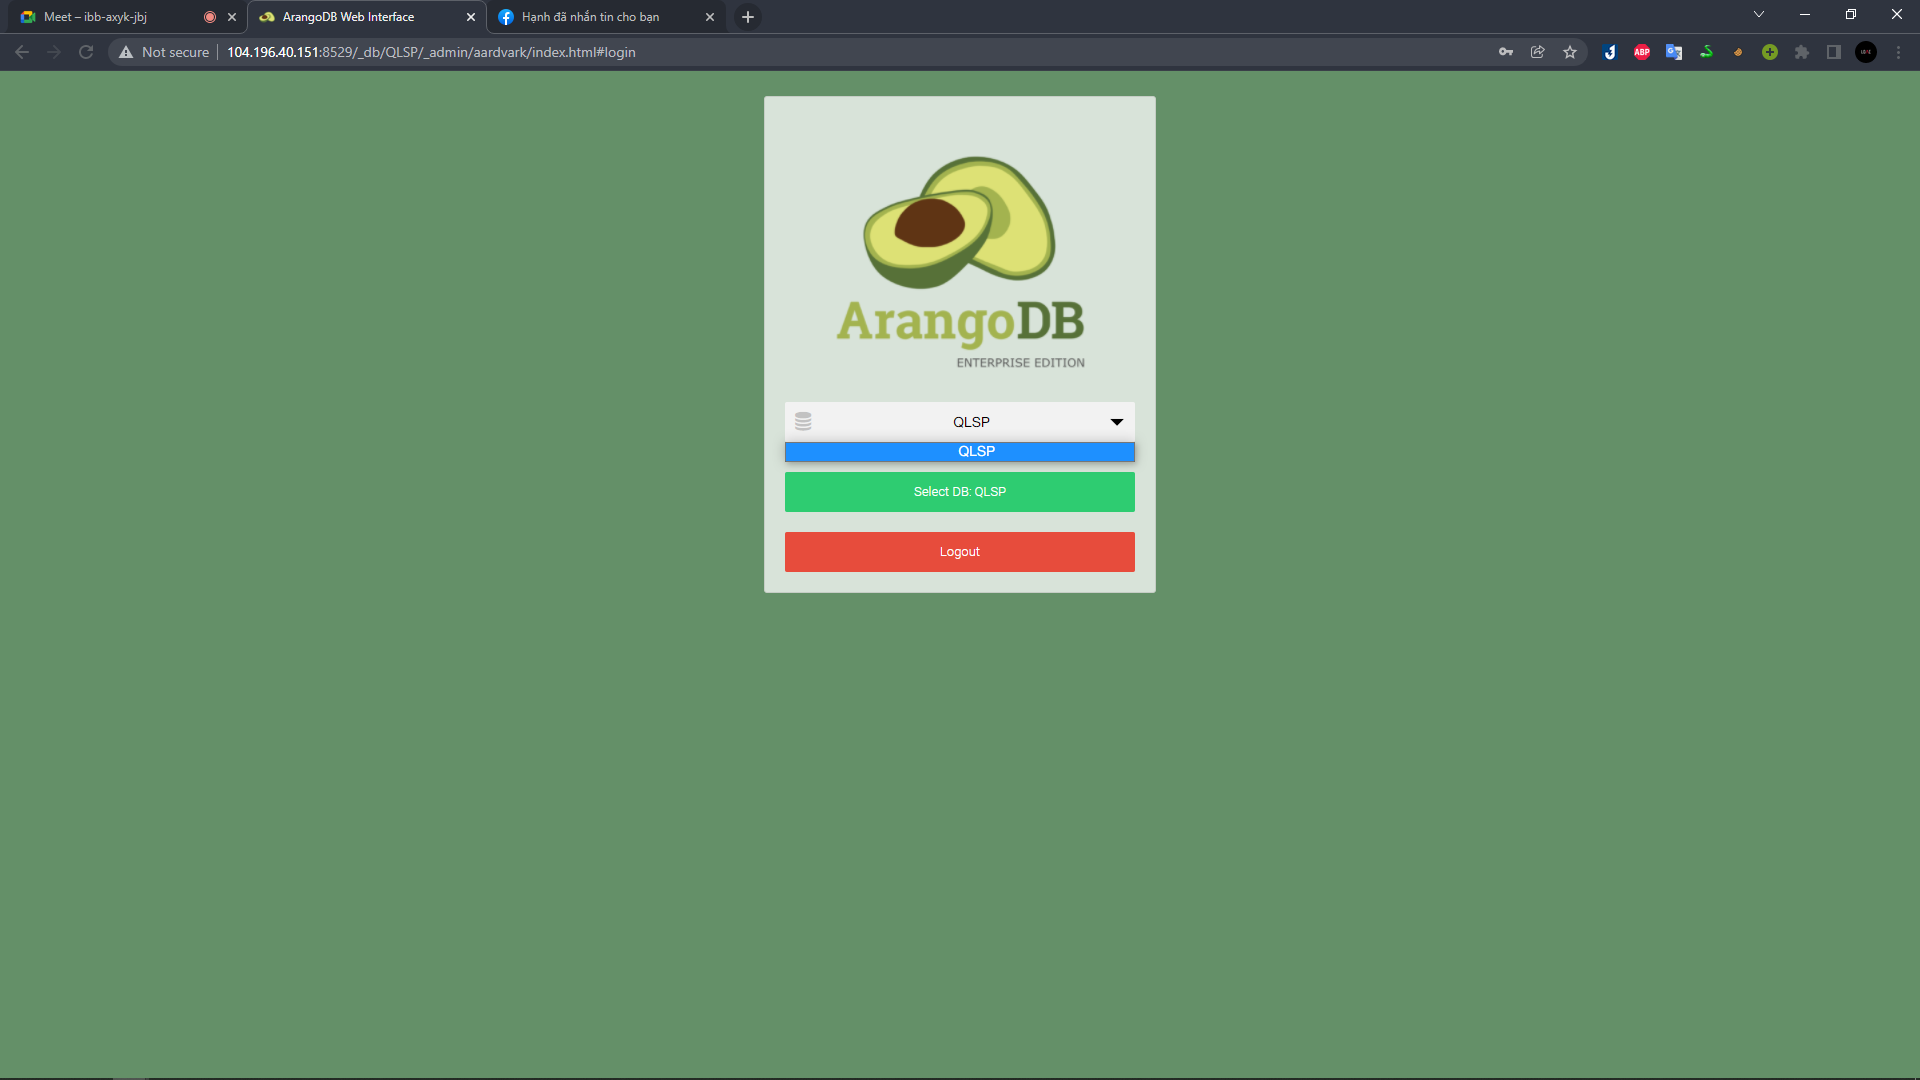 Meet – ibb-axyk-jbj
ArangoDB Web Interface
Hạnh đã nhắn tin cho bạn
Not secure
104.196.40.151:8529/_db/QLSP/_admin/aardvark/index.html#login
ABP
ArangoDB
ENTERPRISE EDITION
QLSP
QLSP
Select DB: QLSP
Logout